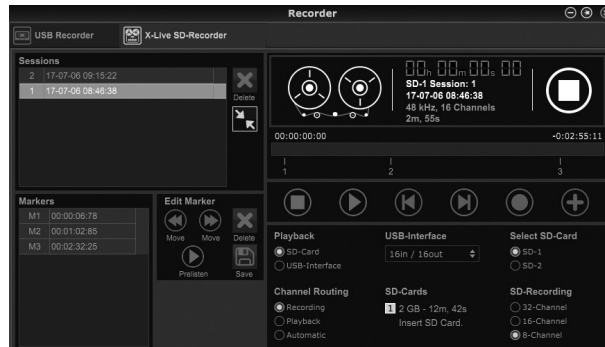 Recorder
USB Recorder
X-Live SD-Recorder
Sessions
2 17-07-06 09:15:22
1 17-07-06 08:46:38
Delete
00h 00m 00s 00
SD-1 Session: 1
17-07-06 08:46:38
48 kHz, 16 Channels
2m, 55s
00:00:00:00 -0:02:55:11
1 2 3
Markers
M1 00:00:06:78
M2 00:01:02:85
M3 00:02:32:25
Edit Marker
Move Move Delete
Prelisten Save
Playback
SD-Card
USB-Interface
USB-Interface
16in / 16out
Select SD-Card
SD-1
SD-2
Channel Routing
Recording
Playback
Automatic
SD-Cards
1 2 GB - 12m, 42s
Insert SD Card.
SD-Recording
32-Channel
16-Channel
8-Channel